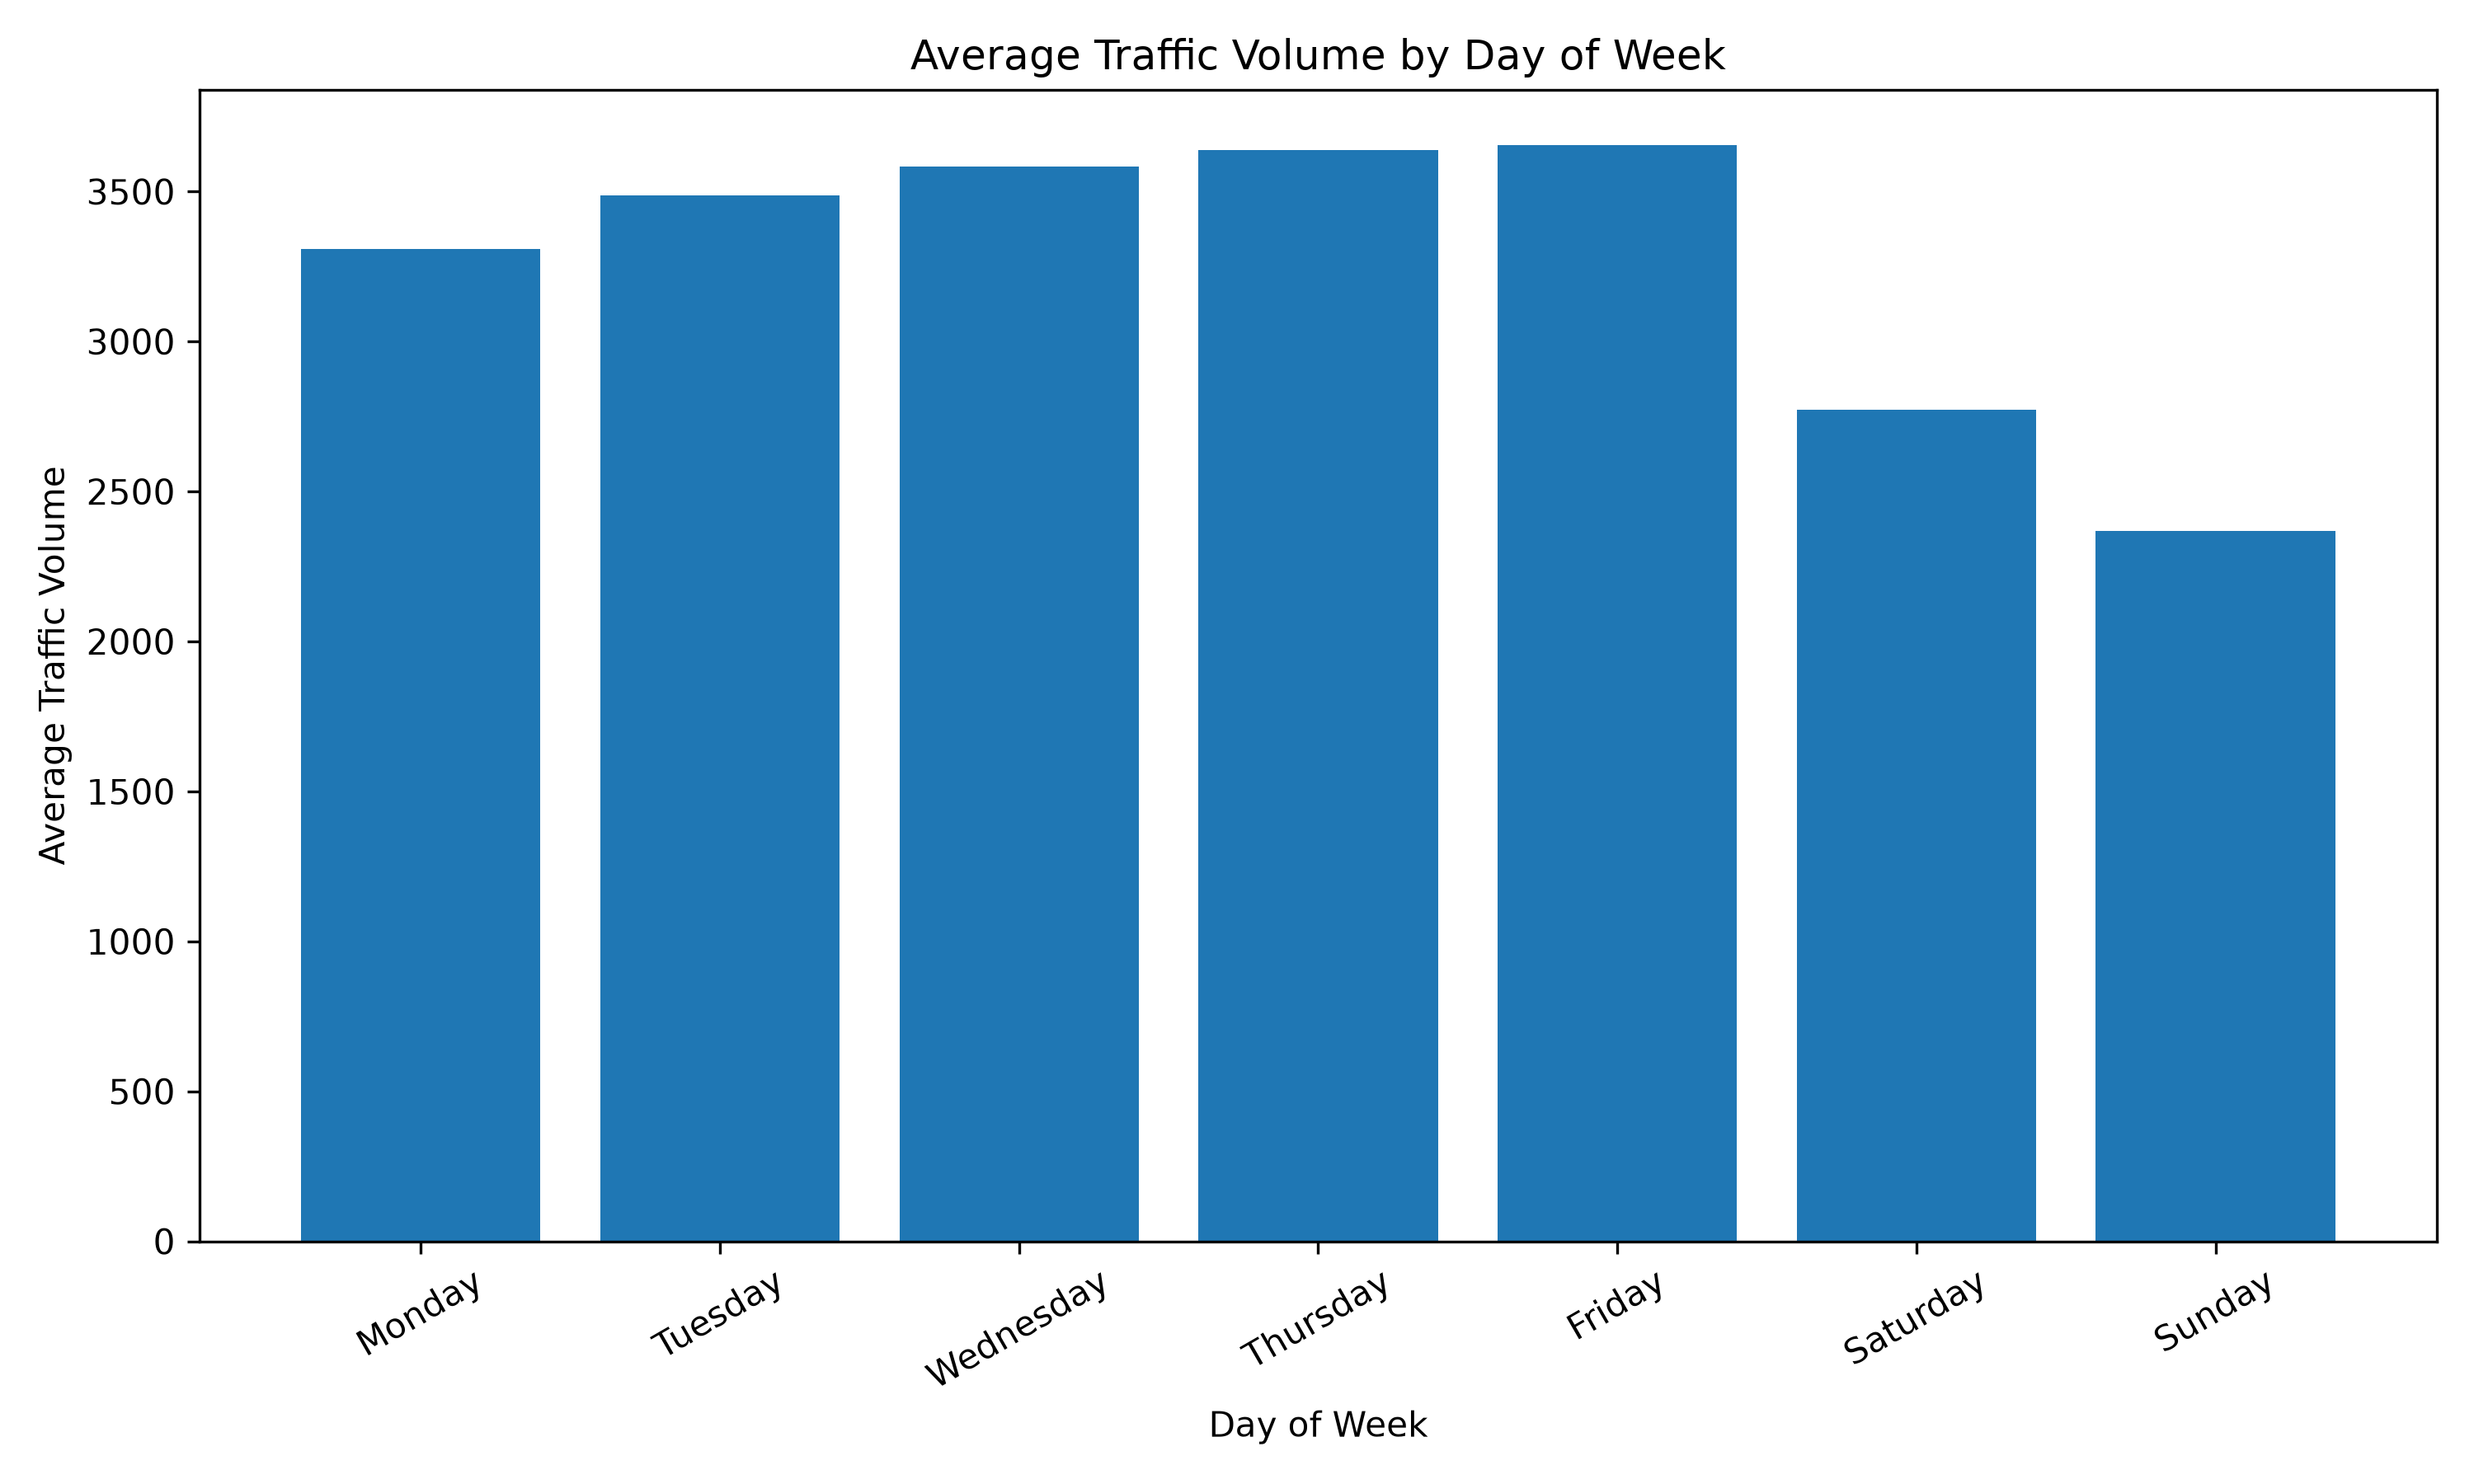 Average Traffic Volume by Day of Week
Average Traffic Volume
3500
3000
2500
2000
1500
1000
500
0
Monday
Tuesday
Wednesday
Thursday
Friday
Saturday
Sunday
Day of Week